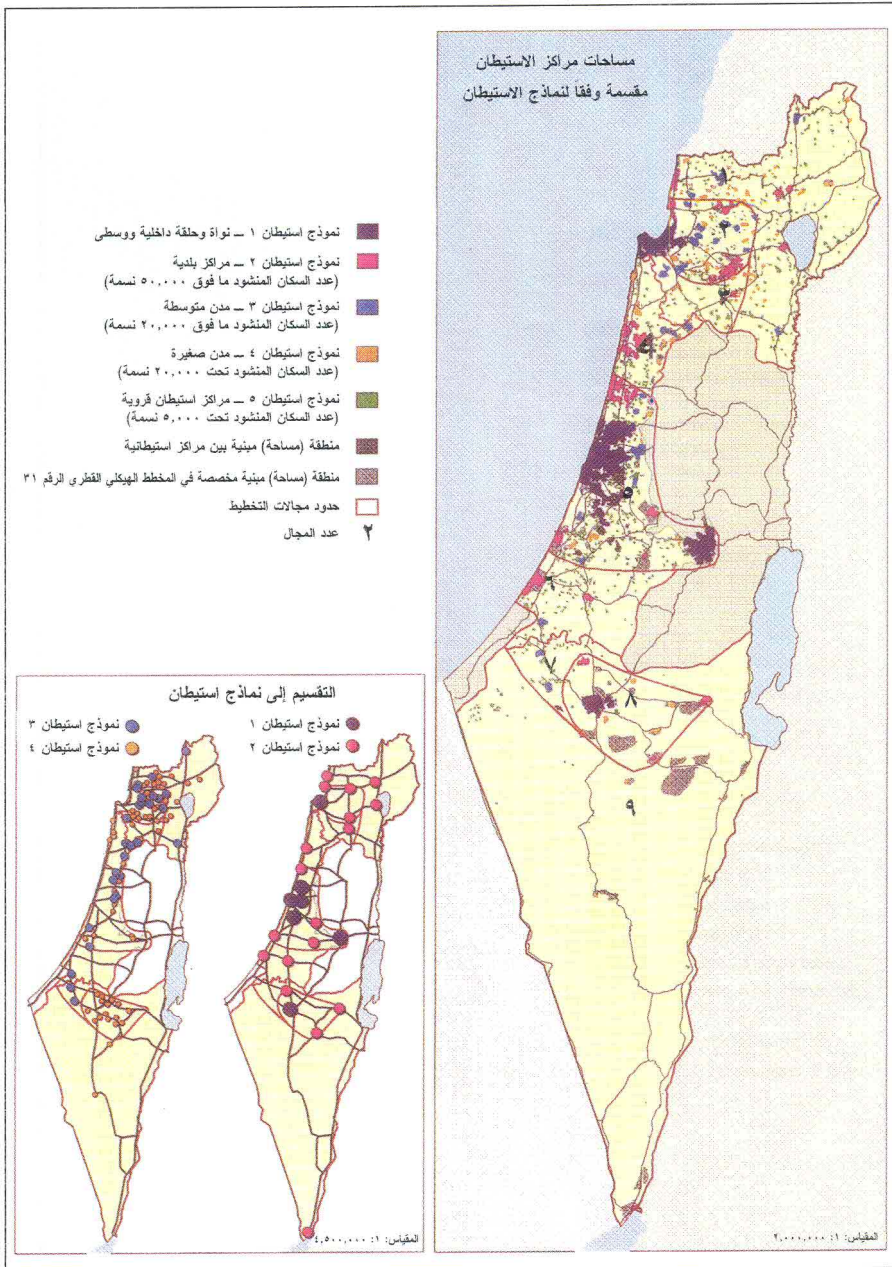 مساحات مراكز الاستيطان
مقسمة وفقاً لنماذج الاستيطان
نموذج استيطان ١ ــ نواة وحلقة داخلية ووسطى
نموذج استيطان ٢ ــ مراكز بلدية
(عدد السكان المنشود ما فوق ٥٠,٠٠٠ نسمة)
نموذج استيطان ٣ ــ مدن متوسطة
(عدد السكان المنشود ما فوق ٢٠,٠٠٠ نسمة)
نموذج استيطان ٤ ــ مدن صغيرة
(عدد السكان المنشود تحت ٢٠,٠٠٠ نسمة)
نموذج استيطان ٥ ــ مراكز استيطان قروية
(عدد السكان المنشود تحت ٥,٠٠٠ نسمة)
منطقة (مساحة) مبنية بين مراكز استيطانية
منطقة (مساحة) مبنية مخصصة في المخطط الهيكلي القطري الرقم ٣١
حدود مجالات التخطيط
٢ عدد المجال
١
٢
٣
٤
٥
٦
٧
٨
٩
المقياس: ١: ٢,٠٠٠,٠٠٠
التقسيم إلى نماذج استيطان
نموذج استيطان ١
نموذج استيطان ٢
نموذج استيطان ٣
نموذج استيطان ٤
المقياس: ١: ٤,٥٠٠,٠٠٠